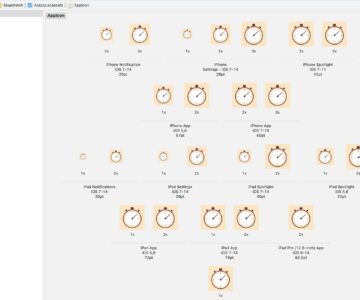 StopWatch > Assets.xcassets > AppIcon
AppIcon
2x 3x 1x 2x 3x 2x 3x
iPhone Notification iPhone iPhone Spotlight
iOS 7-14 Settings - iOS 7-14 iOS 7-14
20pt 29pt 40pt
1x 2x 2x 3x
iPhone App iPhone App
iOS 5,6 iOS 7-14
57pt 60pt
1x 2x 1x 2x 1x 2x 1x 2x
iPad Notifications iPad Settings iPad Spotlight iPad Spotlight
iOS 7-14 iOS 7-14 iOS 7-14 iOS 5,6
20pt 29pt 40pt 50pt
1x 2x 1x 2x 2x
iPad App iPad App iPad Pro (12.9-inch) App
iOS 5,6 iOS 7-14 iOS 9-14
72pt 76pt 83.5pt
1x